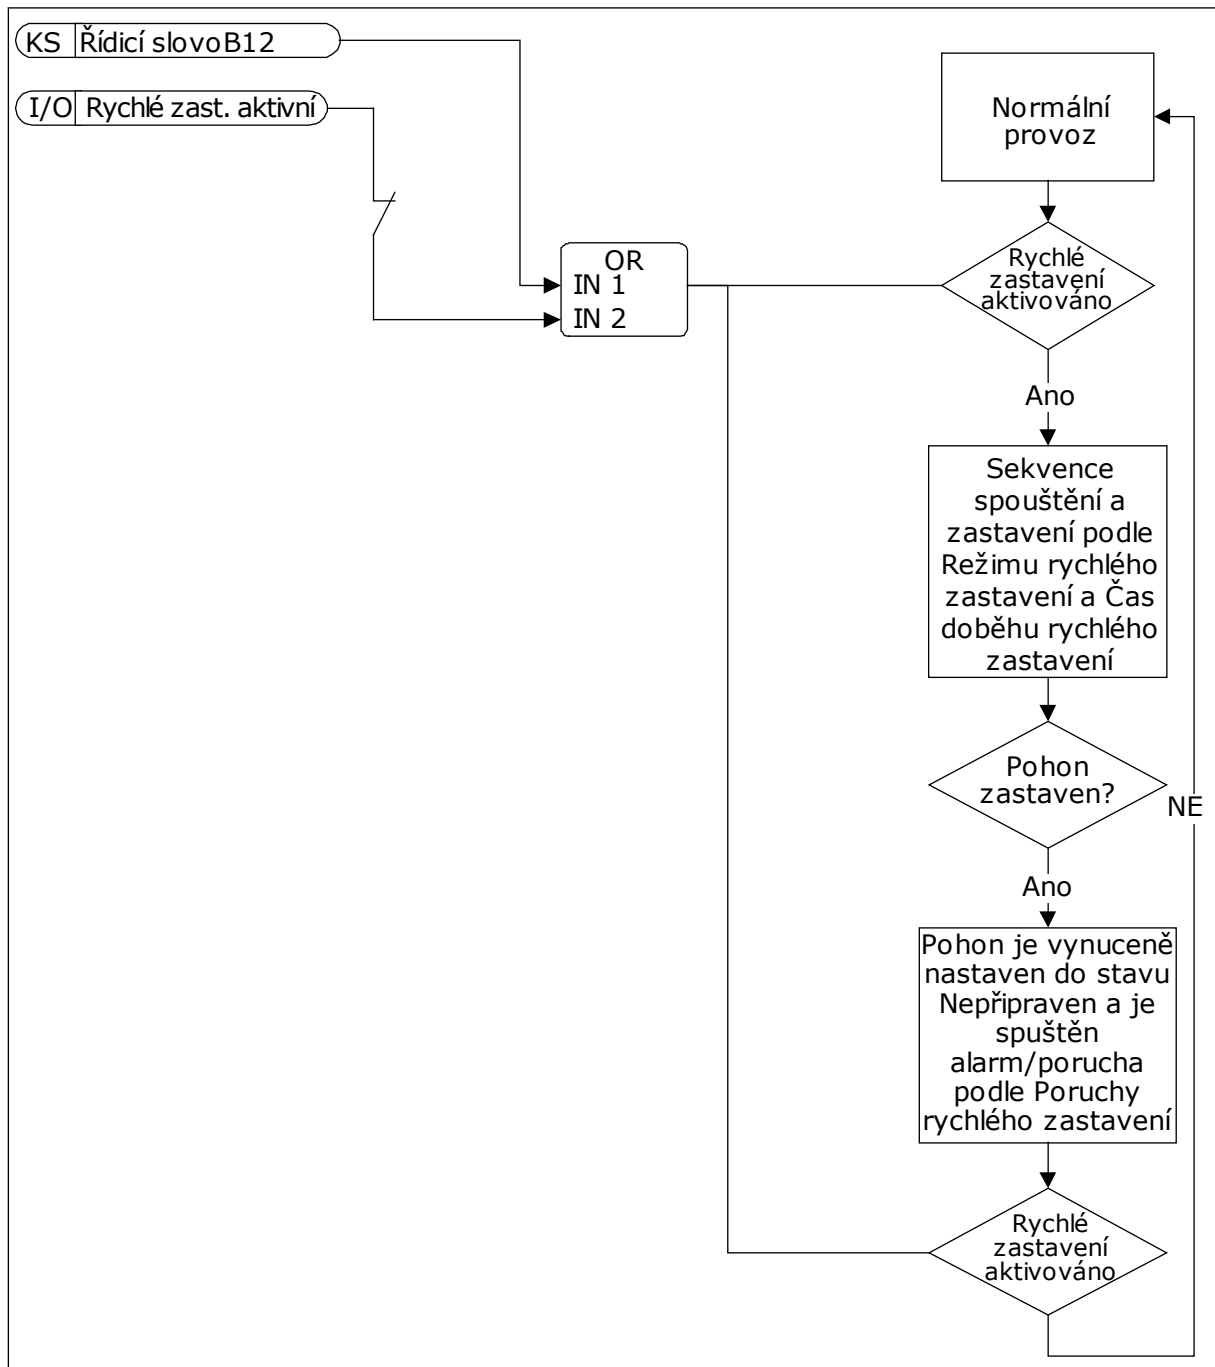 KS Řídicí slovoB12
I/O Rychlé zast. aktivní
OR
IN 1
IN 2
Normální
provoz
Rychlé
zastavení
aktivováno
Ano
Sekvence
spouštění a
zastavení podle
Režimu rychlého
zastavení a Čas
doběhu rychlého
zastavení
Pohon
zastaven?
NE
Ano
Pohon je vynuceně
nastaven do stavu
Nepřipraven a je
spuštěn
alarm/porucha
podle Poruchy
rychlého zastavení
Rychlé
zastavení
aktivováno